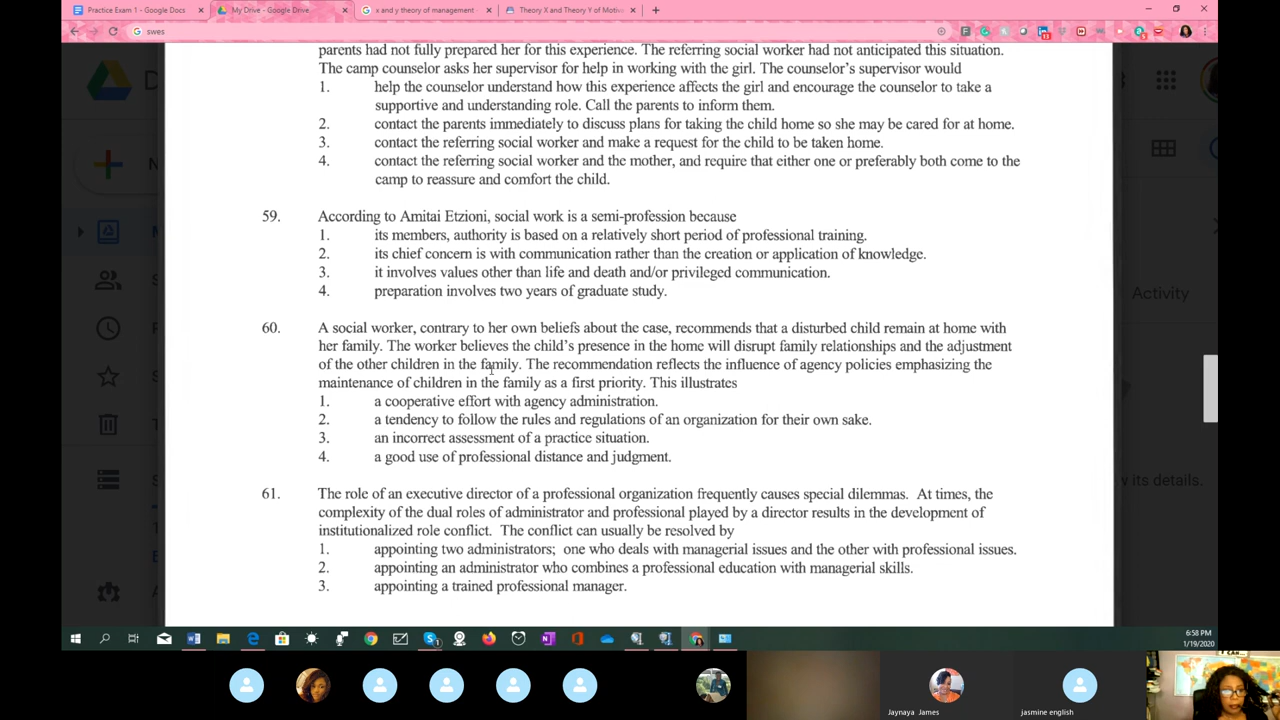 Practice Exam 1 - Google Docs
My Drive - Google Drive
x and y theory of management
Theory X and Theory Y of Motiv
swes
parents had not fully prepared her for this experience. The referring social worker had not anticipated this situation.
The camp counselor asks her supervisor for help in working with the girl. The counselor's supervisor would
1. help the counselor understand how this experience affects the girl and encourage the counselor to take a
supportive and understanding role. Call the parents to inform them.
2. contact the parents immediately to discuss plans for taking the child home so she may be cared for at home.
3. contact the referring social worker and make a request for the child to be taken home.
4. contact the referring social worker and the mother, and require that either one or preferably both come to the
camp to reassure and comfort the child.
59. According to Amitai Etzioni, social work is a semi-profession because
1. its members, authority is based on a relatively short period of professional training.
2. its chief concern is with communication rather than the creation or application of knowledge.
3. it involves values other than life and death and/or privileged communication.
4. preparation involves two years of graduate study.
60. A social worker, contrary to her own beliefs about the case, recommends that a disturbed child remain at home with
her family. The worker believes the child's presence in the home will disrupt family relationships and the adjustment
of the other children in the family. The recommendation reflects the influence of agency policies emphasizing the
maintenance of children in the family as a first priority. This illustrates
1. a cooperative effort with agency administration.
2. a tendency to follow the rules and regulations of an organization for their own sake.
3. an incorrect assessment of a practice situation.
4. a good use of professional distance and judgment.
61. The role of an executive director of a professional organization frequently causes special dilemmas. At times, the
complexity of the dual roles of administrator and professional played by a director results in the development of
institutionalized role conflict. The conflict can usually be resolved by
1. appointing two administrators; one who deals with managerial issues and the other with professional issues.
2. appointing an administrator who combines a professional education with managerial skills.
3. appointing a trained professional manager.
Activity
w its details.
6:58 PM
1/19/2020
Jaynaya James
jasmine english